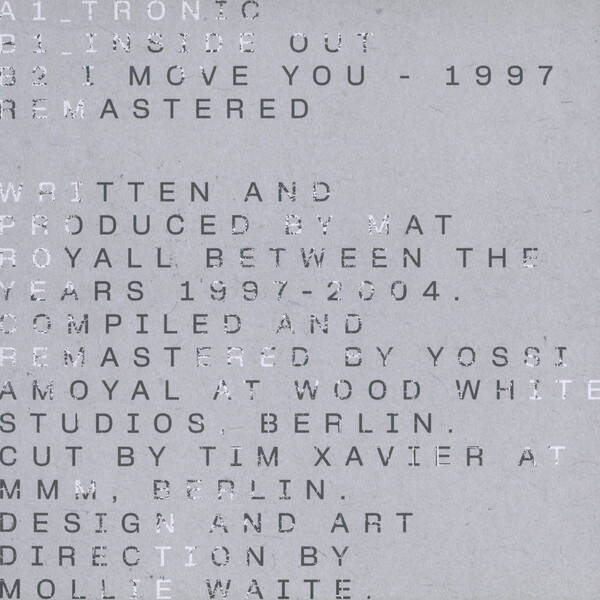 A1_TRONIC
B1_INSIDE OUT
B2 I MOVE YOU - 1997
REMASTERED
WRITTEN AND
PRODUCED BY MAT
ROYALL BETWEEN THE
YEARS 1997-2004.
COMPILED AND
REMASTERED BY YOSSI
AMOYAL AT WOOD WHITE
STUDIOS, BERLIN.
CUT BY TIM XAVIER AT
MMM, BERLIN.
DESIGN AND ART
DIRECTION BY
MOLLIE WAITE.